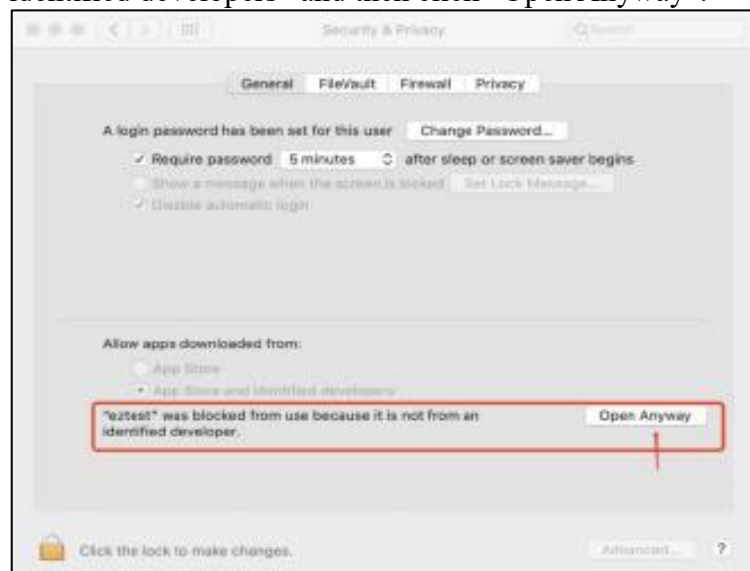 identified developers" and then click "Open Anyway".
Security & Privacy
Search
General FileVault Firewall Privacy
A login password has been set for this user Change Password...
Require password 5 minutes after sleep or screen saver begins
Show a message when the screen is locked Set Lock Message...
Disable automatic login
Allow apps downloaded from:
App Store
App Store and identified developers
"eztest" was blocked from use because it is not from an Open Anyway
identified developer.
Click the lock to make changes. Advanced... ?